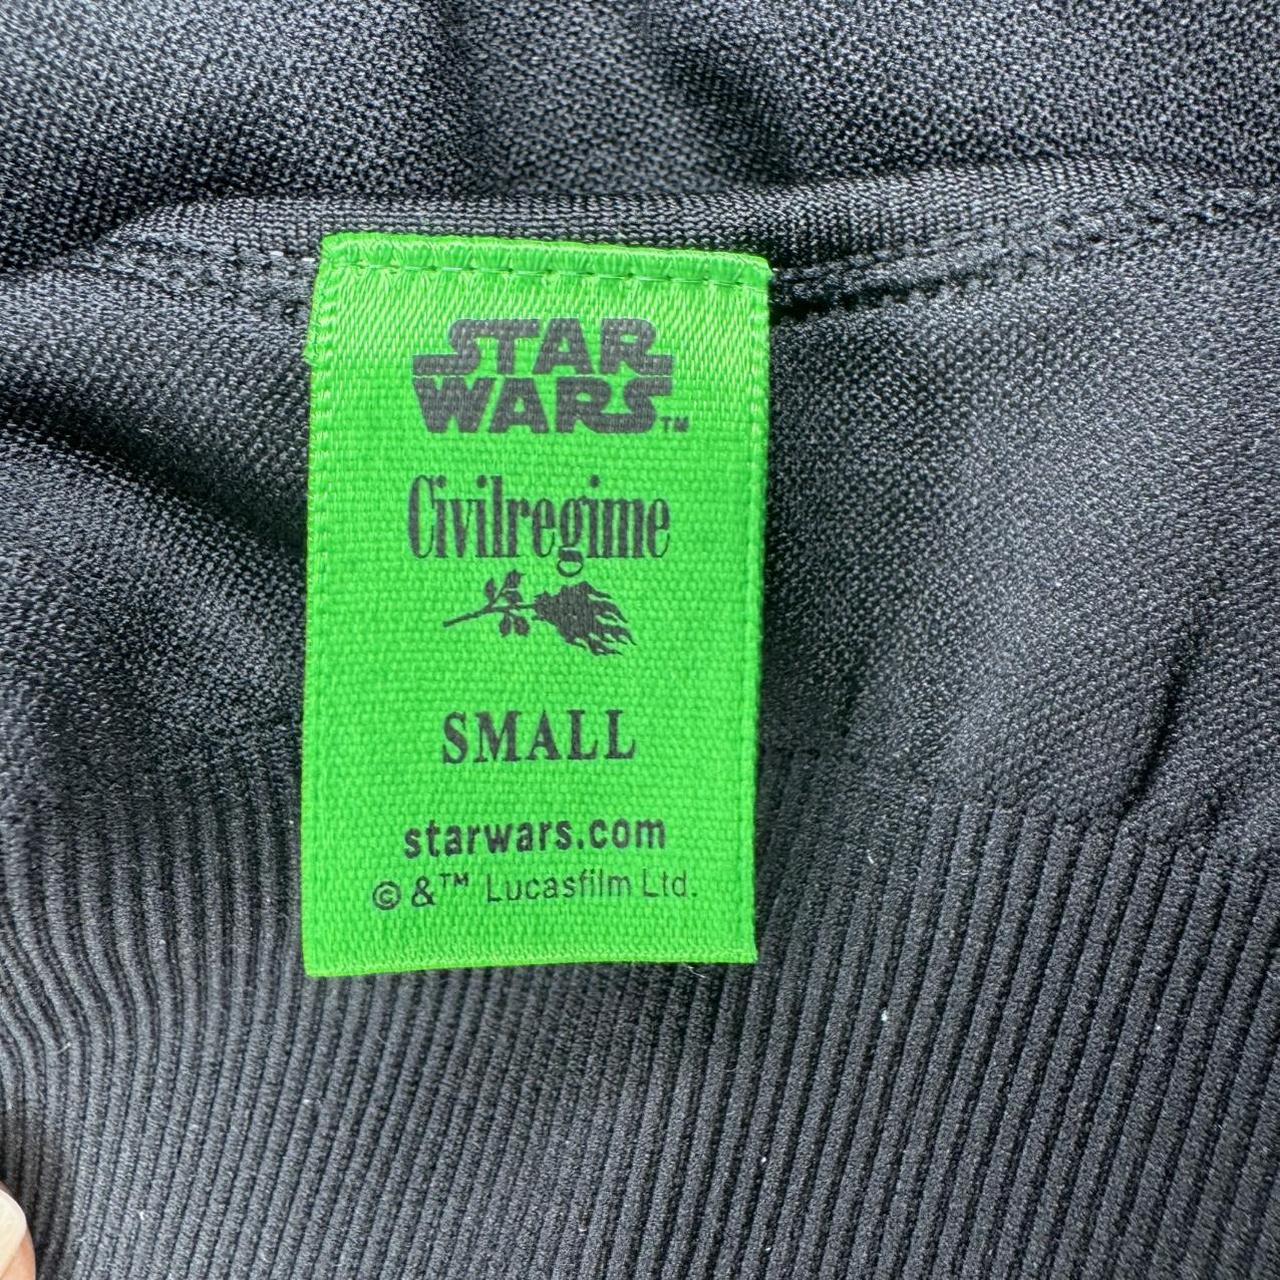 STAR
WARS™
Civilregime
SMALL
starwars.com
© &™ Lucasfilm Ltd.